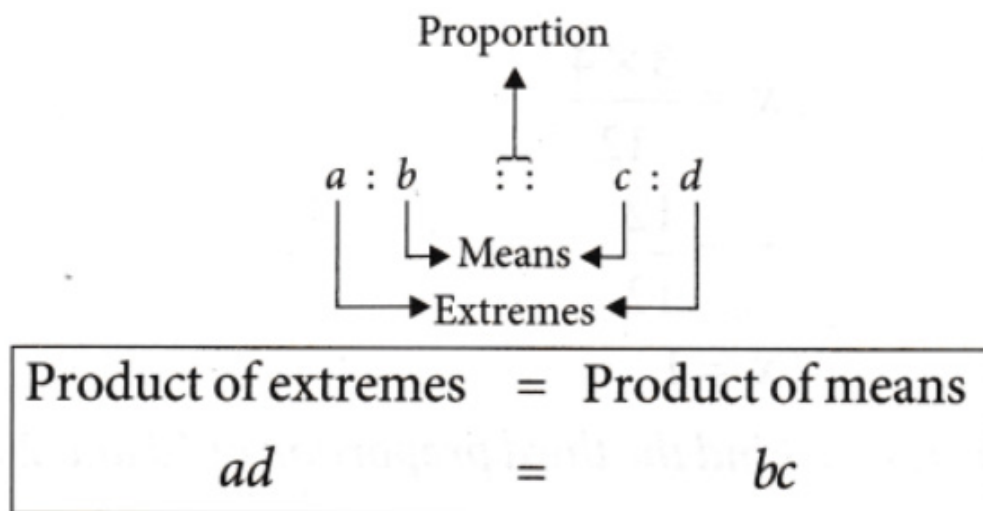 Proportion
a : b :: c : d
Means
Extremes
Product of extremes = Product of means
ad = bc